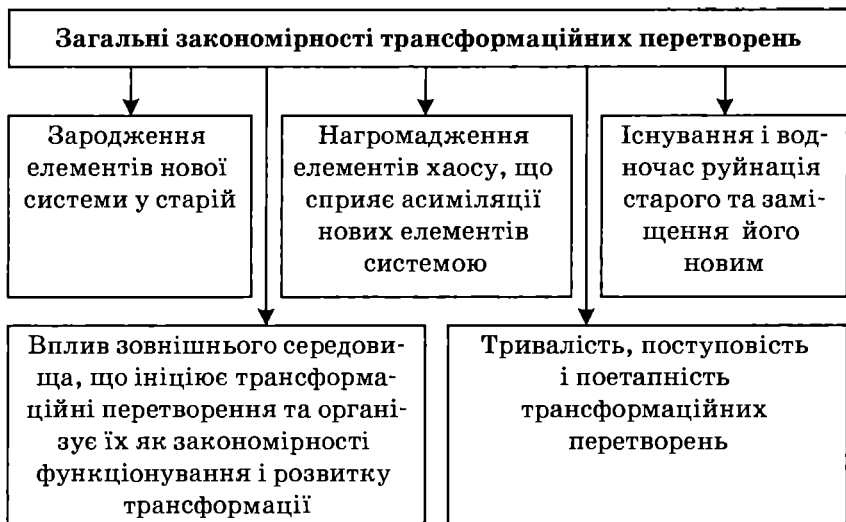 Загальні закономірності трансформаційних перетворень
Зародження
елементів нової
системи у старій
Нагромадження
елементів хаосу, що
сприяє асиміляції
нових елементів
системою
Існування і вод-
ночас руйнація
старого та замі-
щення його
новим
Вплив зовнішнього середови-
ща, що ініціює трансформа-
ційні перетворення та органі-
зує їх як закономірності
функціонування і розвитку
трансформації
Тривалість, поступовість
і поетапність
трансформаційних
перетворень